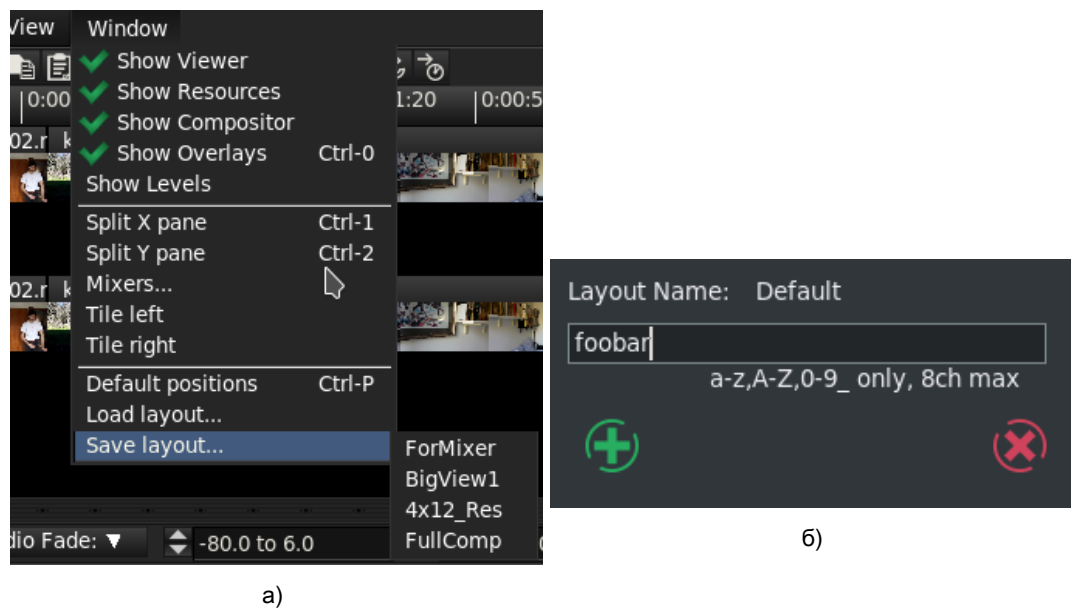 View Window
Show Viewer
|0:00 Show Resources 1:20 |0:00:5
Show Compositor
02.r k Show Overlays Ctrl-0
Show Levels
Split X pane Ctrl-1
Split Y pane Ctrl-2
02.r k Mixers...
Tile left
Tile right
Default positions Ctrl-P
Load layout...
Save layout...
ForMixer
BigView1
4x12_Res
FullComp
dio Fade: -80.0 to 6.0
а)
Layout Name: Default
foobar
a-z,A-Z,0-9_ only, 8ch max
б)